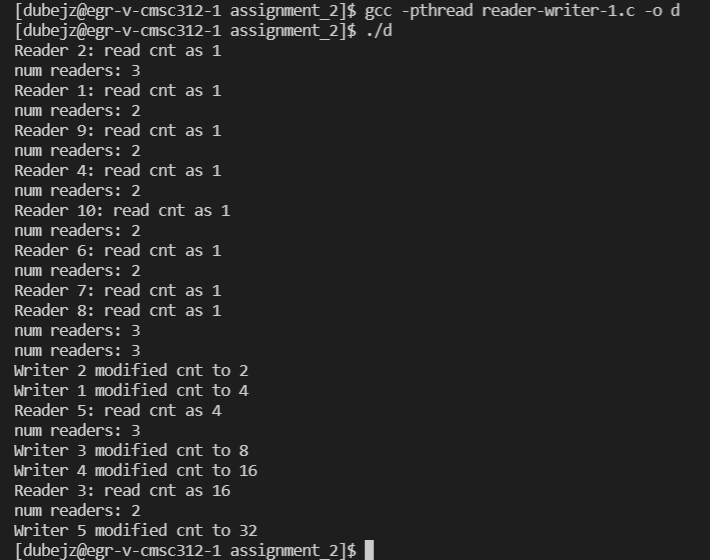 [dubejz@egr-v-cmsc312-1 assignment_2]$ gcc -pthread reader-writer-1.c -o d
[dubejz@egr-v-cmsc312-1 assignment_2]$ ./d
Reader 2: read cnt as 1
num readers: 3
Reader 1: read cnt as 1
num readers: 2
Reader 9: read cnt as 1
num readers: 2
Reader 4: read cnt as 1
num readers: 2
Reader 10: read cnt as 1
num readers: 2
Reader 6: read cnt as 1
num readers: 2
Reader 7: read cnt as 1
Reader 8: read cnt as 1
num readers: 3
num readers: 3
Writer 2 modified cnt to 2
Writer 1 modified cnt to 4
Reader 5: read cnt as 4
num readers: 3
Writer 3 modified cnt to 8
Writer 4 modified cnt to 16
Reader 3: read cnt as 16
num readers: 2
Writer 5 modified cnt to 32
[dubejz@egr-v-cmsc312-1 assignment_2]$